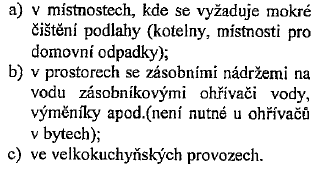 a) v místnostech, kde se vyžaduje mokré
čištění podlahy (kotelny, místnosti pro
domovní odpadky);
b) v prostorech se zásobními nádržemi na
vodu zásobníkovými ohřívači vody,
výměníky apod.(není nutné u ohřívačů
v bytech);
c) ve velkokuchyňských provozech.